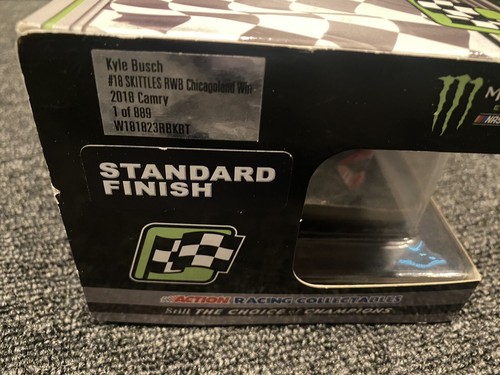 Kyle Busch
#18 SKITTLES RWB Chicagoland Win
2018 Camry
1 of 889
W181823RBKBT
STANDARD
FINISH
ACTION RACING COLLECTABLES
Still THE CHOICE of CHAMPIONS